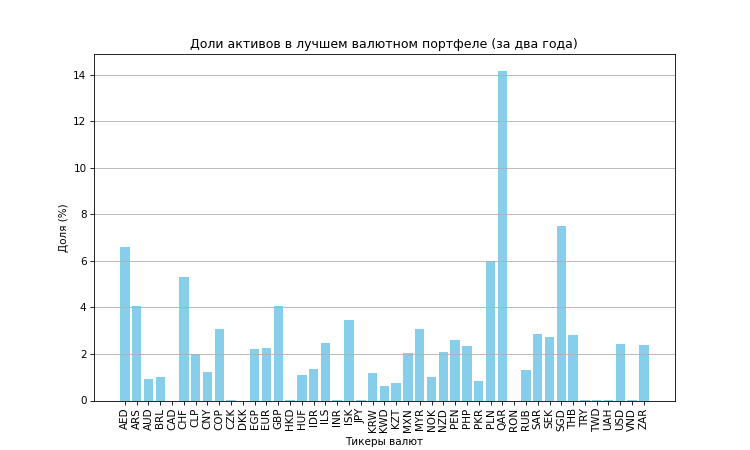 Доли активов в лучшем валютном портфеле (за два года)
Доля (%)
14
12
10
8
6
4
2
0
AED ARS AUD BRL CAD CHF CLP CNY COP CZK DKK EGP EUR GBP HKD HUF IDR ILS INR ISK JPY KRW KWD KZT MXN MYR NOK NZD PEN PHP PKR PLN QAR RON RUB SAR SEK SGD THB TRY TWD UAH USD VND ZAR
Тикеры валют